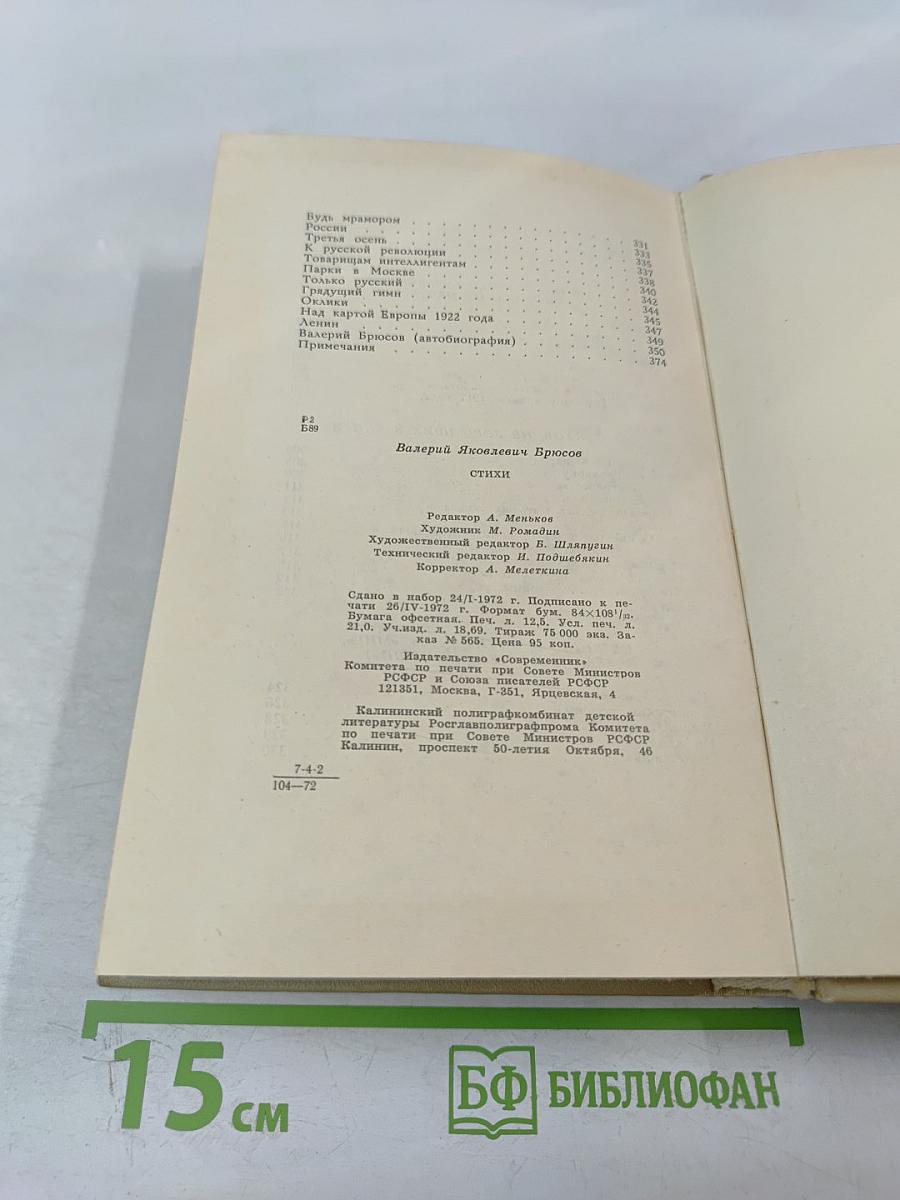 Будь мрамором . . . . . . . . . . . . . . 331
России . . . . . . . . . . . . . . 333
Третья осень . . . . . . . . . . . . . . 335
К русской революции . . . . . . . . . . . . 337
Товарищам интеллигентам . . . . . . . . . . 338
Парки в Москве . . . . . . . . . . . . . 340
Только русский . . . . . . . . . . . . . 342
Грядущий гимн . . . . . . . . . . . . . 344
Оклики . . . . . . . . . . . . . . 345
Над картой Европы 1922 года . . . . . . . . 347
Ленин . . . . . . . . . . . . . . 349
Валерий Брюсов (автобиография) . . . . . . . 350
Примечания . . . . . . . . . . . . . 374
Р2
Б89
Валерий Яковлевич Брюсов
СТИХИ
Редактор А. Меньков
Художник М. Ромадин
Художественный редактор Б. Шляпугин
Технический редактор И. Подшебякин
Корректор А. Мелеткина
Сдано в набор 24/I-1972 г. Подписано к пе-
чати 26/IV-1972 г. Формат бум. 84×108¹/₃₂.
Бумага офсетная. Печ. л. 12,5. Усл. печ. л.
21,0. Уч.изд. л. 18,69. Тираж 75 000 экз. За-
каз № 565. Цена 95 коп.
Издательство «Современник»
Комитета по печати при Совете Министров
РСФСР и Союза писателей РСФСР
121351, Москва, Г-351, Ярцевская, 4
Калининский полиграфкомбинат детской
литературы Росглавполиграфпрома Комитета
по печати при Совете Министров РСФСР
Калинин, проспект 50-летия Октября, 46
7-4-2
104—72
15 см
БФ БИБЛИОФАН